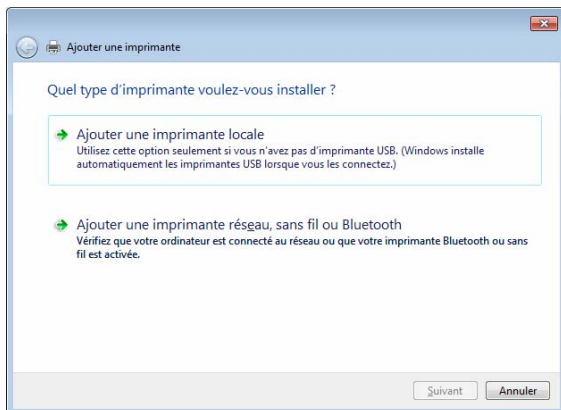 Ajouter une imprimante
Quel type d'imprimante voulez-vous installer ?
Ajouter une imprimante locale
Utilisez cette option seulement si vous n'avez pas d'imprimante USB. (Windows installe
automatiquement les imprimantes USB lorsque vous les connectez.)
Ajouter une imprimante réseau, sans fil ou Bluetooth
Vérifiez que votre ordinateur est connecté au réseau ou que votre imprimante Bluetooth ou sans
fil est activée.
Suivant Annuler